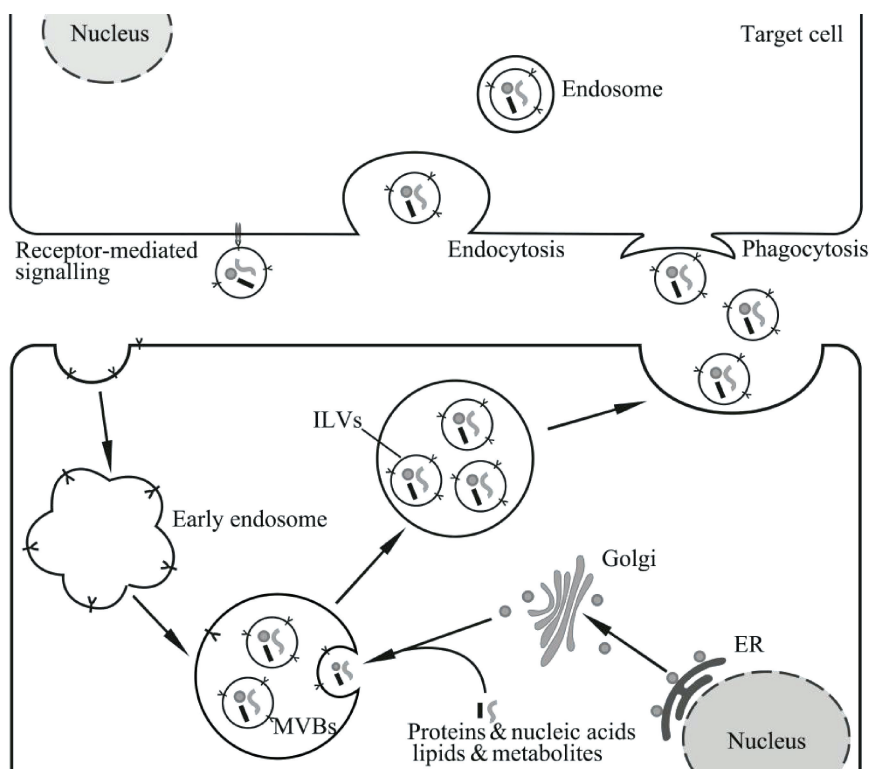 Nucleus
Target cell
Endosome
Receptor-mediated
signalling
Endocytosis
Phagocytosis
ILVs
Early endosome
Golgi
ER
MVBs
Proteins & nucleic acids
lipids & metabolites
Nucleus